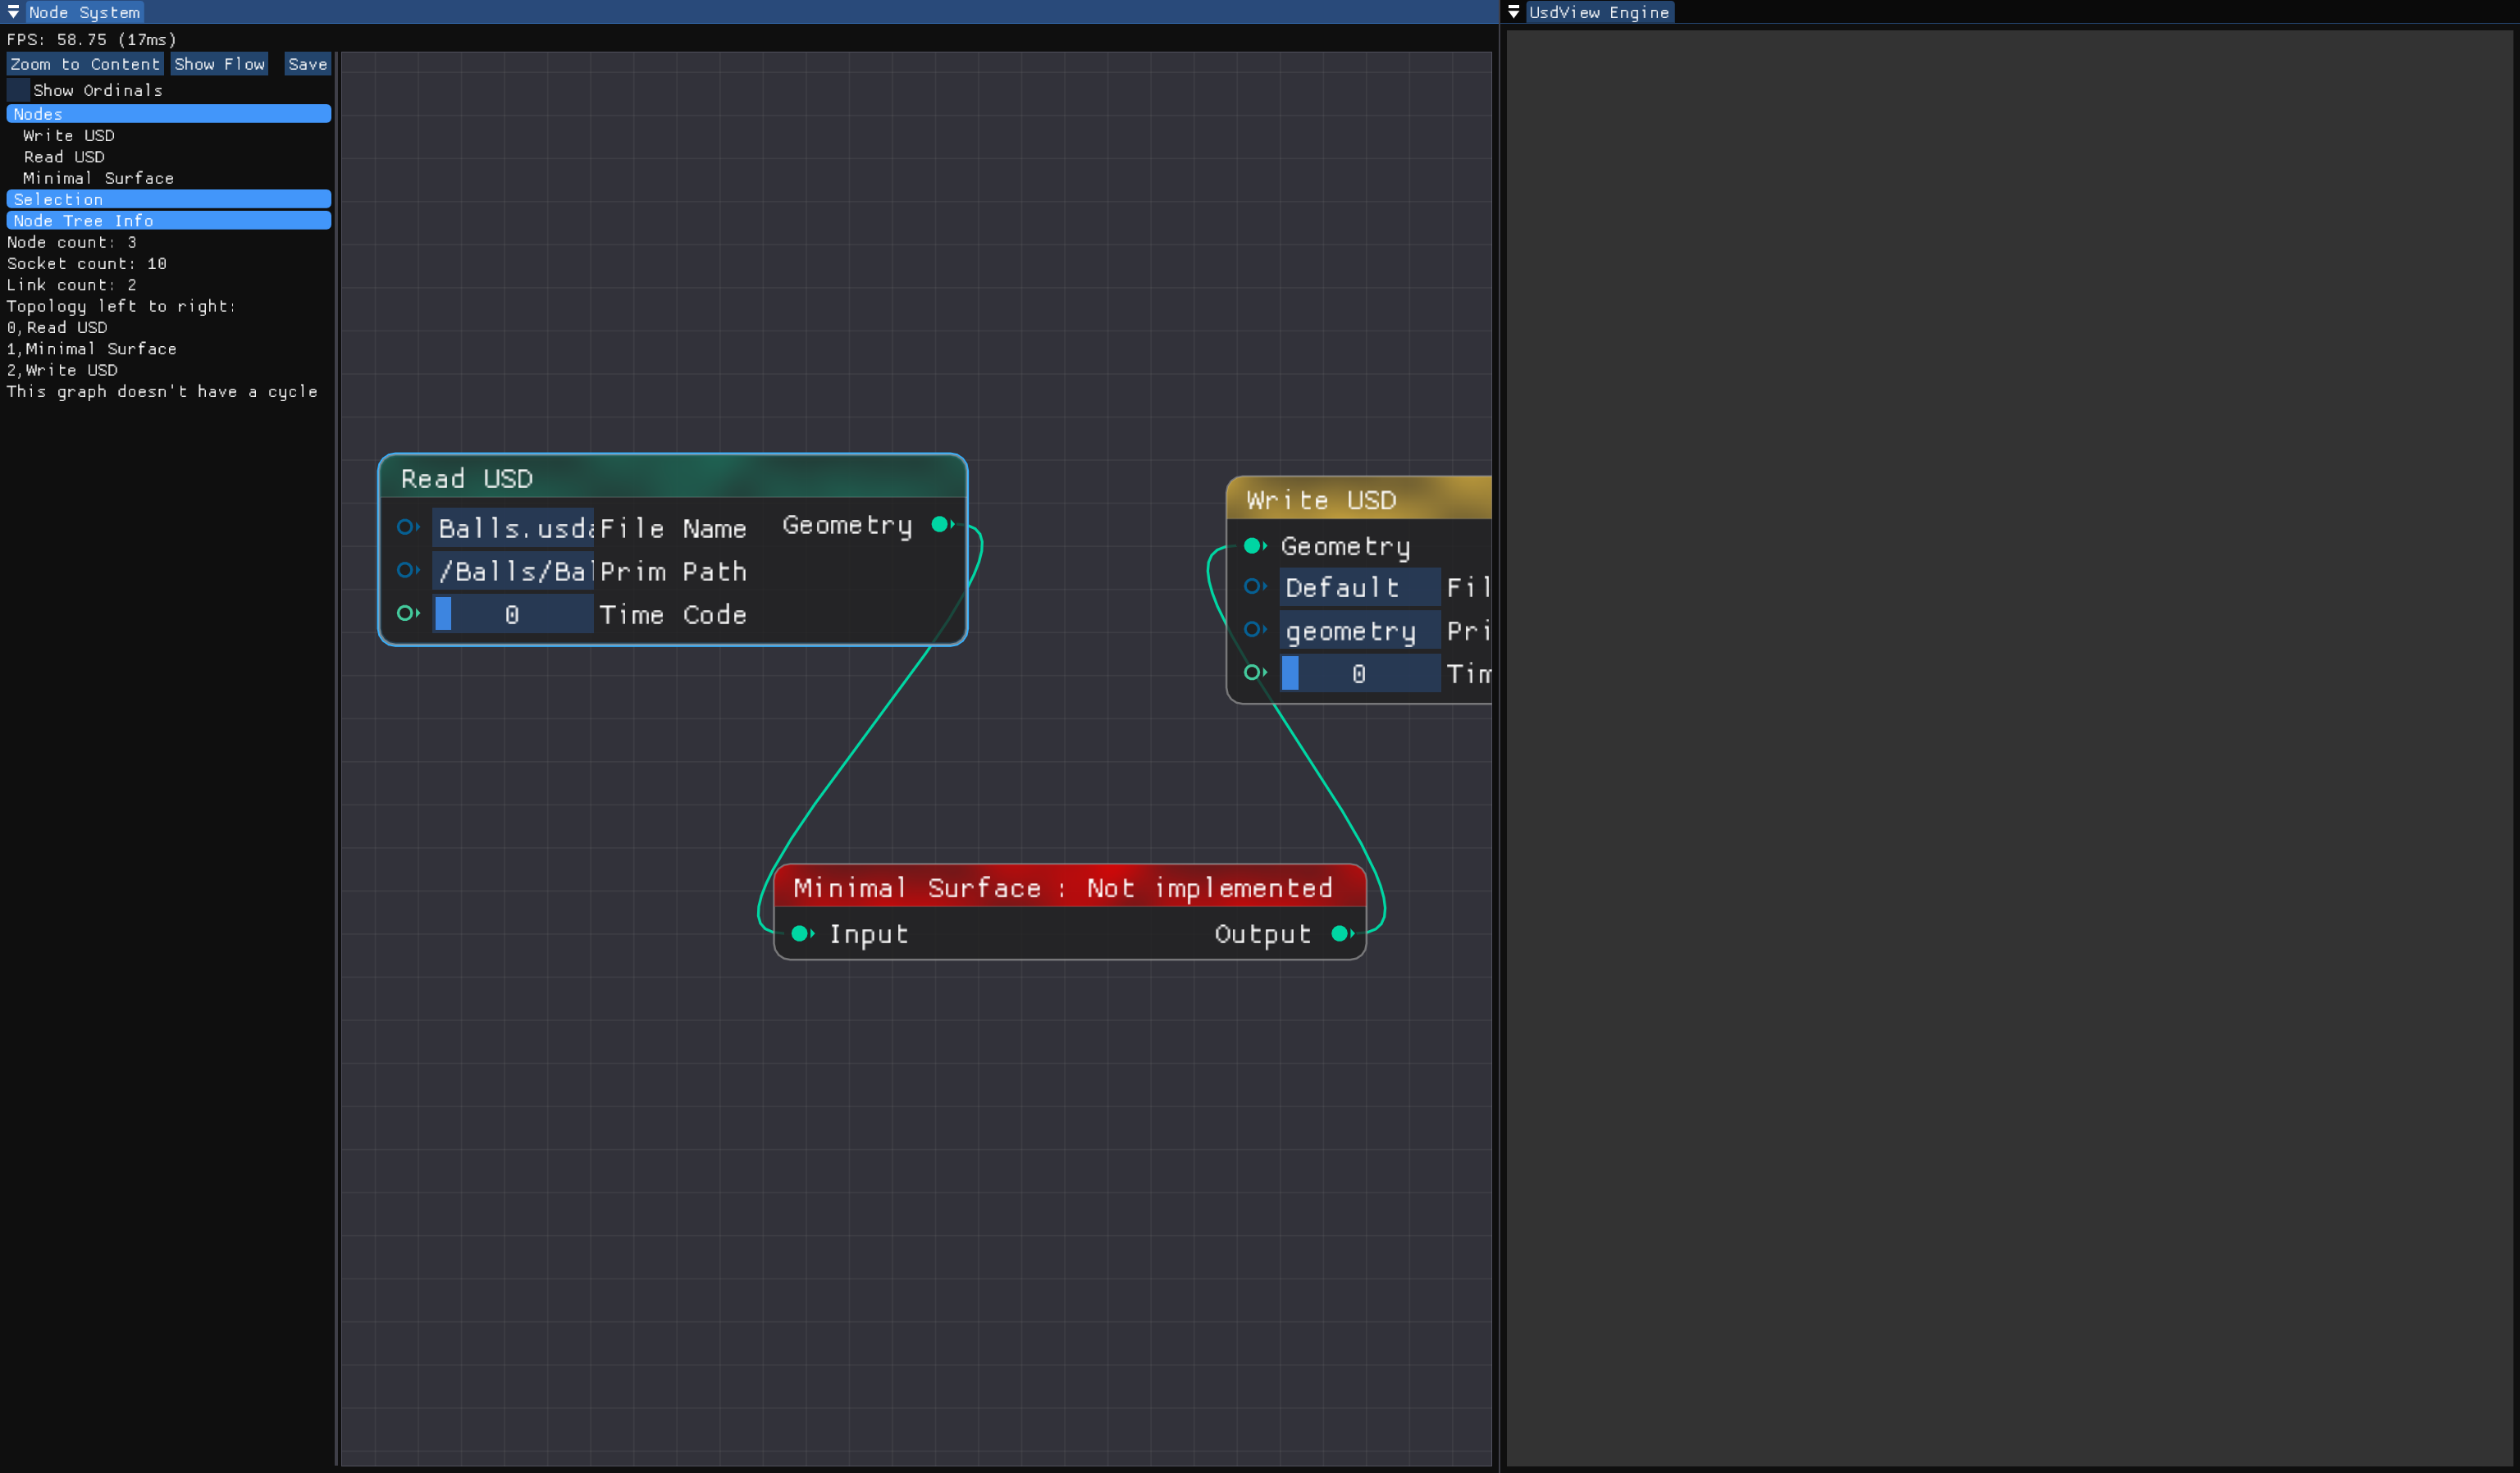 Node System
FPS: 58.75 (17ms)
Zoom to Content Show Flow Save
Show Ordinals
Nodes
Write USD
Read USD
Minimal Surface
Selection
Node Tree Info
Node count: 3
Socket count: 10
Link count: 2
Topology left to right:
0,Read USD
1,Minimal Surface
2,Write USD
This graph doesn't have a cycle
Read USD
Balls.usda File Name Geometry
/Balls/Bal Prim Path
0 Time Code
Write USD
Geometry
Default Fil
geometry Pri
0 Tim
Minimal Surface : Not implemented
Input Output
UsdView Engine